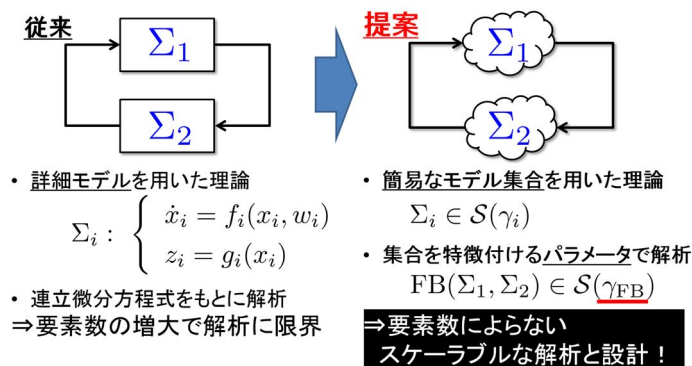 従来
Σ₁
Σ₂
・ 詳細モデルを用いた理論
Σᵢ : { ẋᵢ = fᵢ(xᵢ, wᵢ)
zᵢ = gᵢ(xᵢ)
・ 連立微分方程式をもとに解析
⇒要素数の増大で解析に限界
提案
Σ₁
Σ₂
・ 簡易なモデル集合を用いた理論
Σᵢ ∈ 𝒮(γᵢ)
・ 集合を特徴付けるパラメータで解析
FB(Σ₁, Σ₂) ∈ 𝒮(γ_FB)
⇒要素数によらない
スケーラブルな解析と設計！